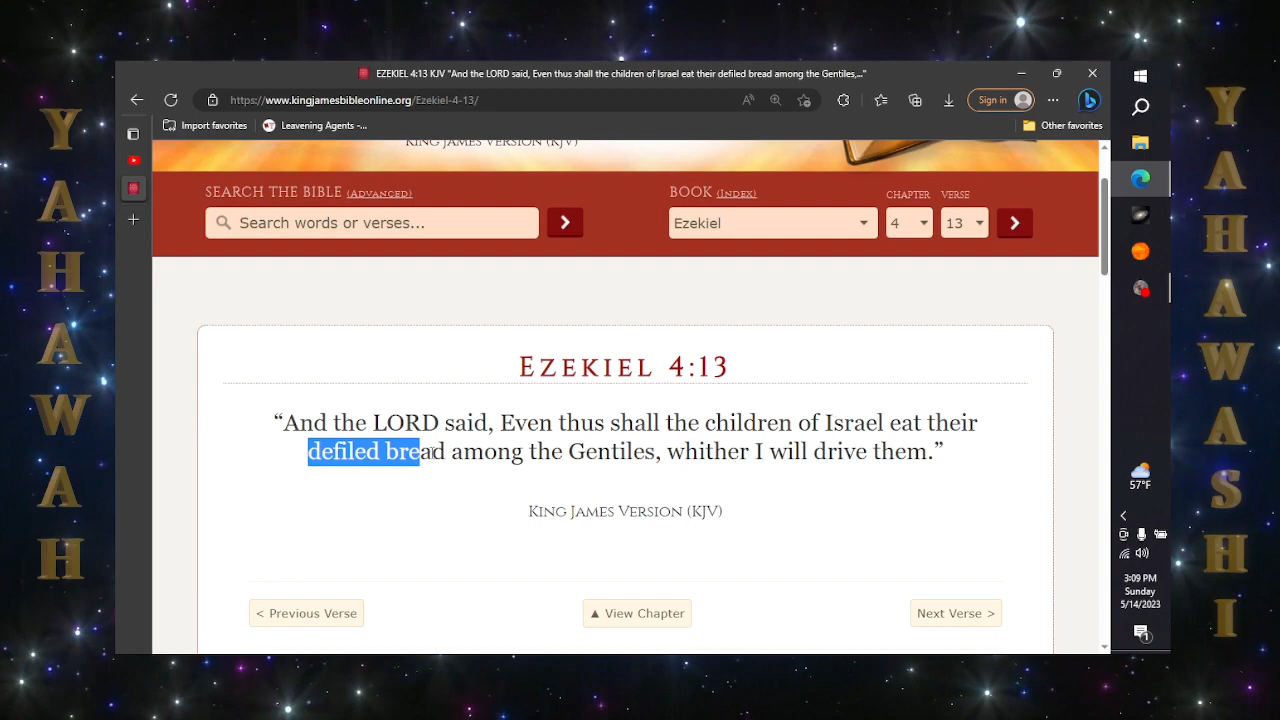 YAHAWAH
EZEKIEL 4:13 KJV "And the LORD said, Even thus shall the children of Israel eat their defiled bread among the Gentiles,..."
https://www.kingjamesbibleonline.org/Ezekiel-4-13/
Sign in
Import favorites
Leavening Agents -...
Other favorites
KING JAMES VERSION (KJV)
SEARCH THE BIBLE (ADVANCED)
BOOK (INDEX)
CHAPTER
VERSE
Search words or verses...
Ezekiel
4
13
EZEKIEL 4:13
“And the LORD said, Even thus shall the children of Israel eat their
defiled bread among the Gentiles, whither I will drive them.”
KING JAMES VERSION (KJV)
< Previous Verse
▲ View Chapter
Next Verse >
57°F
3:09 PM
Sunday
5/14/2023
1
YAHAWASHI